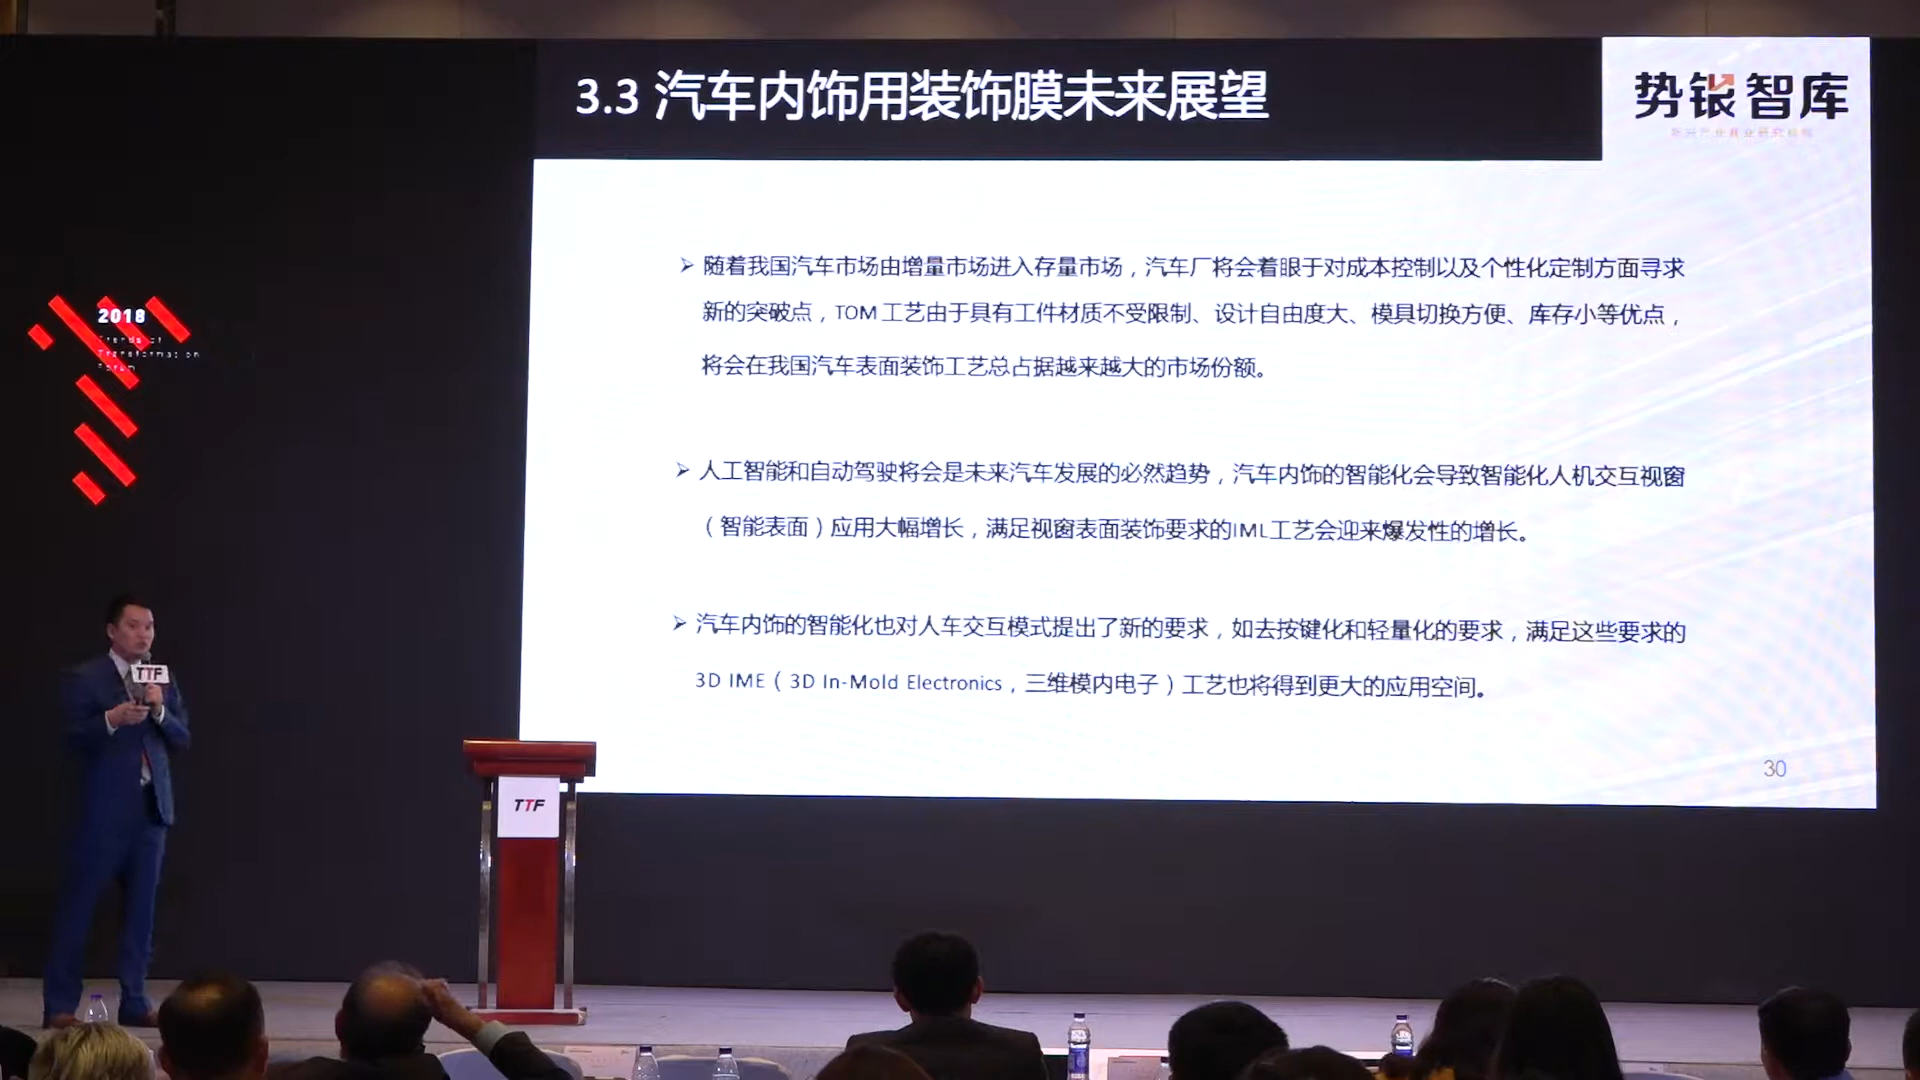 3.3 汽车内饰用装饰膜未来展望
势银智库
➢ 随着我国汽车市场由增量市场进入存量市场，汽车厂将会着眼于对成本控制以及个性化定制方面寻求
新的突破点，TOM工艺由于具有工件材质不受限制、设计自由度大、模具切换方便、库存小等优点，
将会在我国汽车表面装饰工艺总占据越来越大的市场份额。
➢ 人工智能和自动驾驶将会是未来汽车发展的必然趋势，汽车内饰的智能化会导致智能化人机交互视窗
（智能表面）应用大幅增长，满足视窗表面装饰要求的IML工艺会迎来爆发性的增长。
➢ 汽车内饰的智能化也对人车交互模式提出了新的要求，如去按键化和轻量化的要求，满足这些要求的
3D IME（3D In-Mold Electronics，三维模内电子）工艺也将得到更大的应用空间。
30
2018
Trends of
Transformation
Forum
TTF
TTF